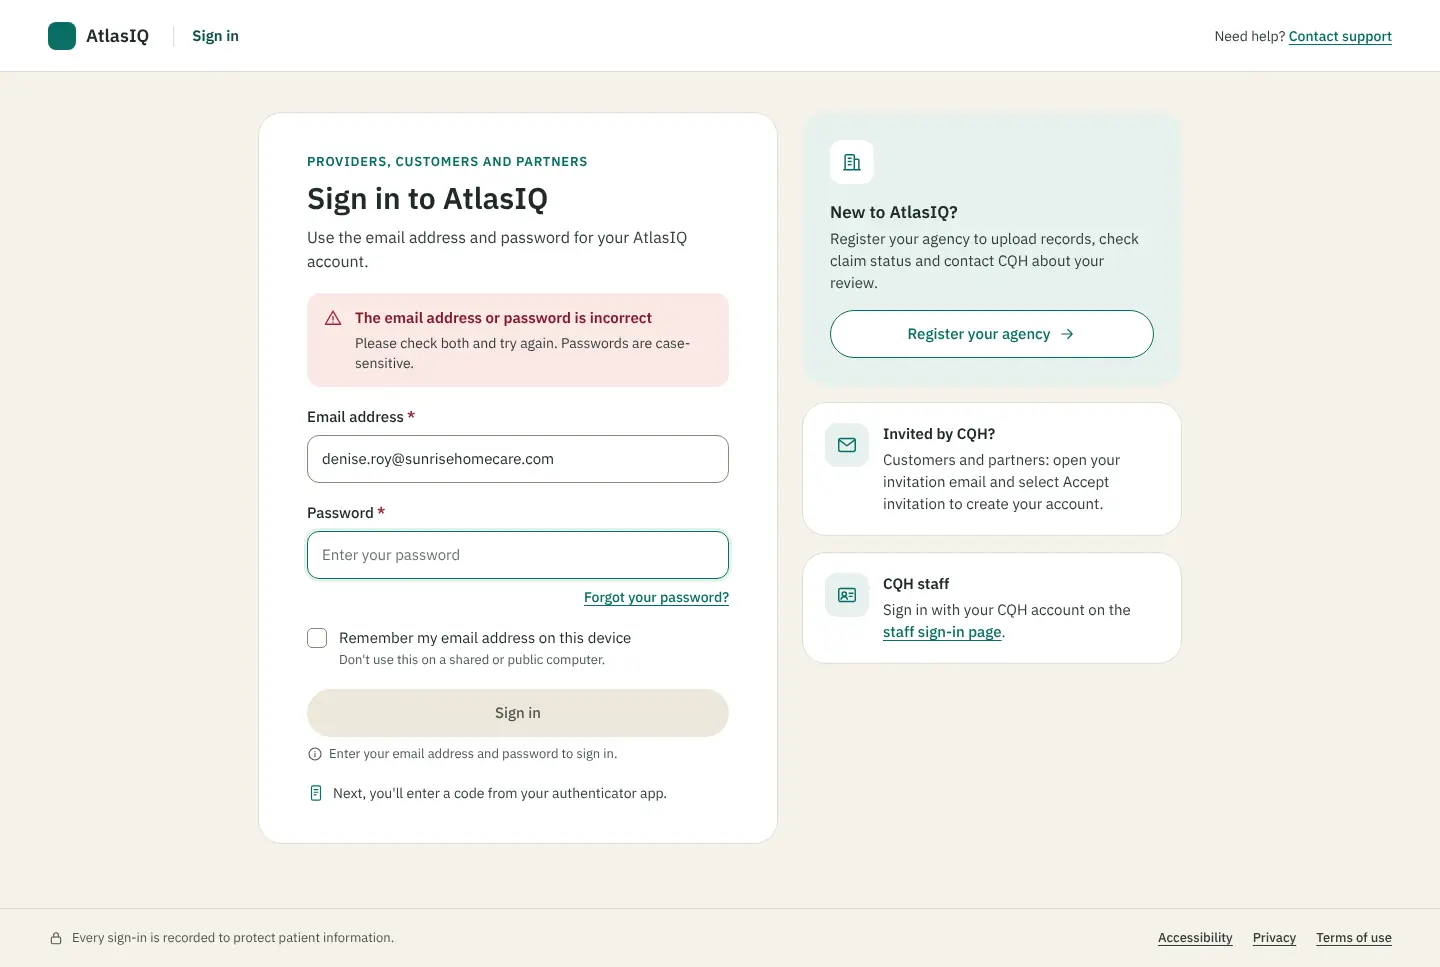 AtlasIQ
Sign in
Need help? Contact support
PROVIDERS, CUSTOMERS AND PARTNERS
Sign in to AtlasIQ
Use the email address and password for your AtlasIQ
account.
The email address or password is incorrect
Please check both and try again. Passwords are case-
sensitive.
Email address *
denise.roy@sunrisehomecare.com
Password *
Enter your password
Forgot your password?
Remember my email address on this device
Don't use this on a shared or public computer.
Sign in
Enter your email address and password to sign in.
Next, you'll enter a code from your authenticator app.
New to AtlasIQ?
Register your agency to upload records, check
claim status and contact CQH about your
review.
Register your agency →
Invited by CQH?
Customers and partners: open your
invitation email and select Accept
invitation to create your account.
CQH staff
Sign in with your CQH account on the
staff sign-in page.
Every sign-in is recorded to protect patient information.
Accessibility
Privacy
Terms of use